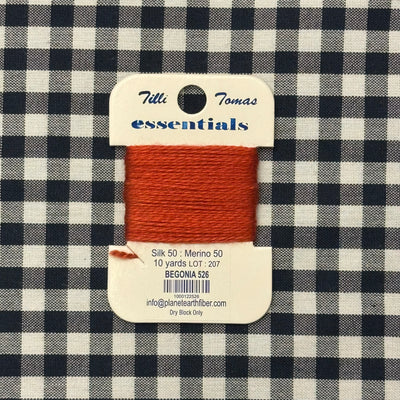 Tilli Tomas
essentials
Silk 50 : Merino 50
10 yards LOT : 207
BEGONIA 526
1000122526
info@planetearthfiber.com
Dry Block Only